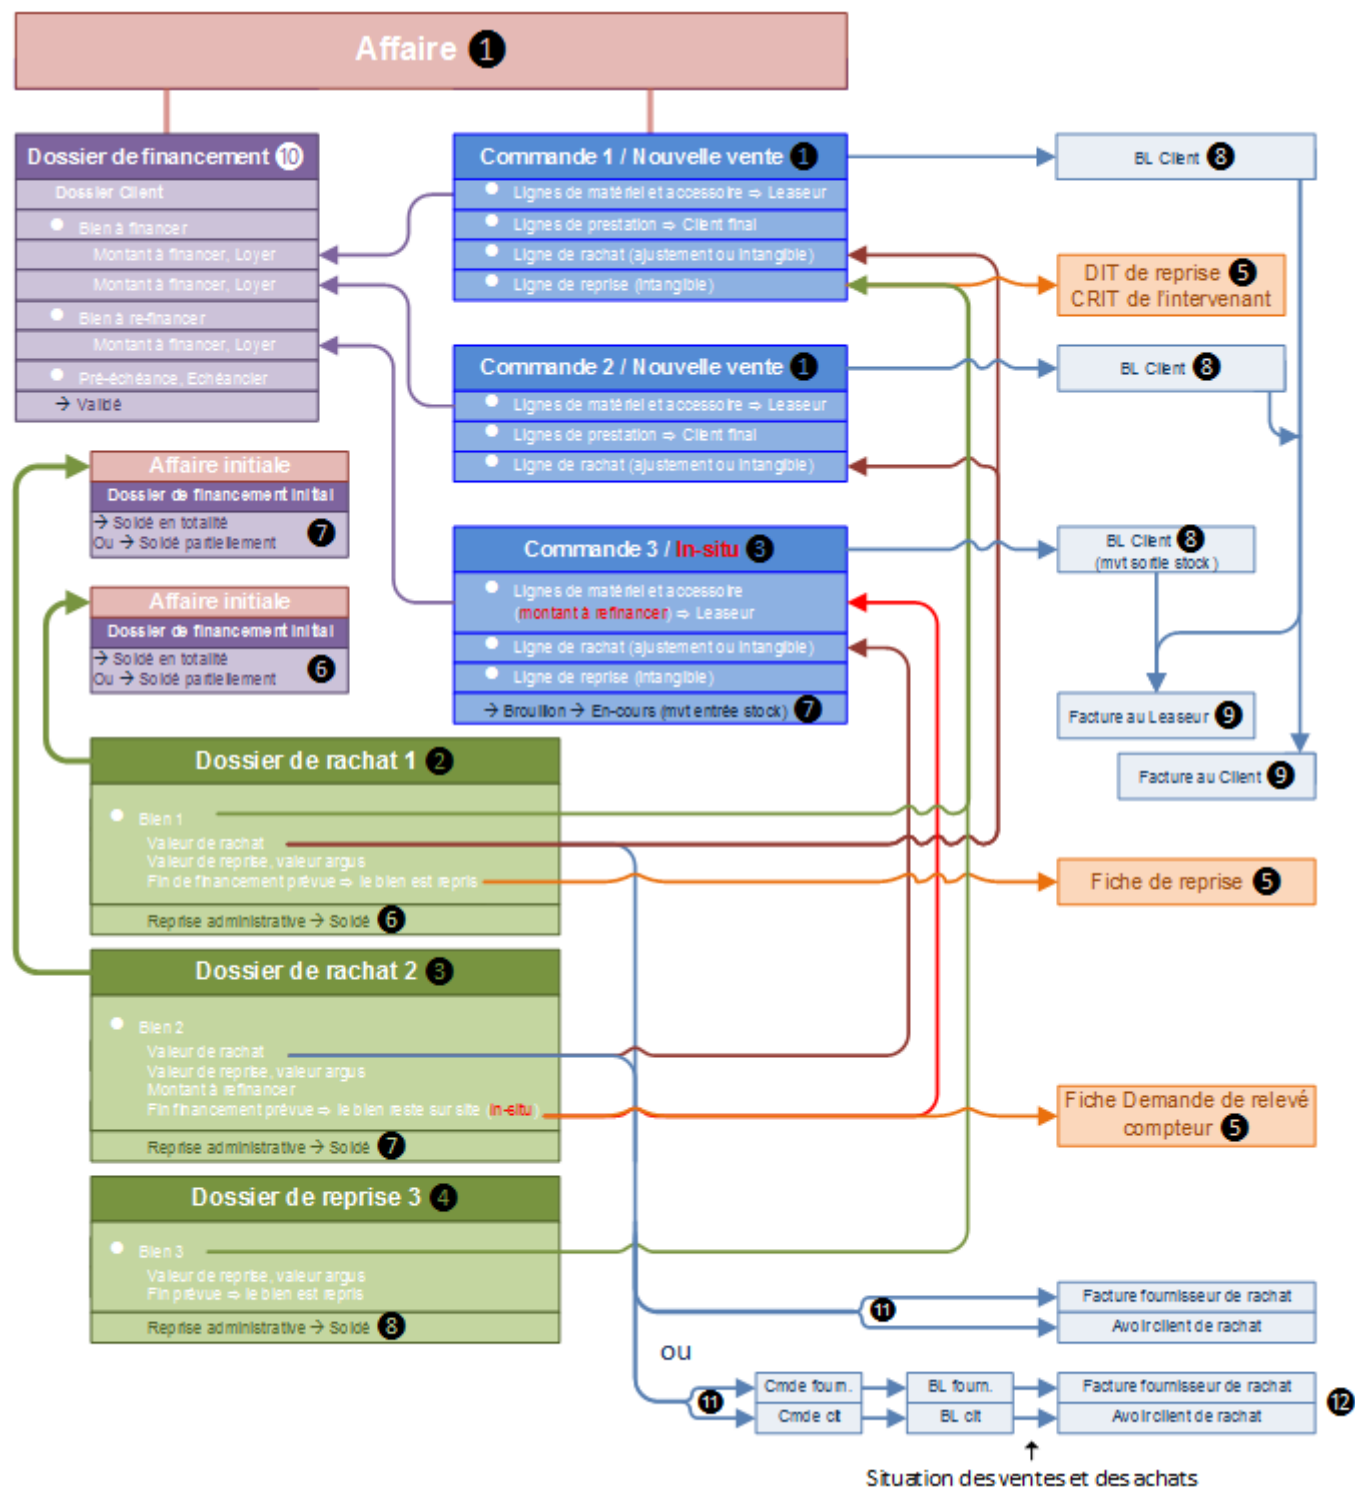 Affaire 1
Dossier de financement 10
Dossier Client
Bien à financer
Montant à financer, Loyer
Montant à financer, Loyer
Bien à re-financer
Montant à financer, Loyer
Pré-échéance, Echéancier
→ Validé
Commande 1 / Nouvelle vente 1
Lignes de matériel et accessoire ⇨ Leaseur
Lignes de prestation ⇨ Client final
Ligne de rachat (ajustement ou intangible)
Ligne de reprise (intangible)
BL Client 8
DIT de reprise 5
CRIT de l'intervenant
Commande 2 / Nouvelle vente 1
Lignes de matériel et accessoire ⇨ Leaseur
Lignes de prestation ⇨ Client final
Ligne de rachat (ajustement ou intangible)
BL Client 8
Affaire initiale
Dossier de financement initial
→ Soldé en totalité
Ou → Soldé partiellement 7
Affaire initiale
Dossier de financement initial
→ Soldé en totalité
Ou → Soldé partiellement 6
Commande 3 / In-situ 3
Lignes de matériel et accessoire
(montant à refinancer) ⇨ Leaseur
Ligne de rachat (ajustement ou intangible)
Ligne de reprise (intangible)
→ Brouillon → En-cours (mvt entrée stock) 7
BL Client 8
(mvt sortie stock)
Facture au Leaseur 9
Facture au Client 9
Dossier de rachat 1 2
Bien 1
Valeur de rachat
Valeur de reprise, valeur argus
Fin de financement prévue ⇨ le bien est repris
Reprise administrative → Soldé 6
Fiche de reprise 5
Dossier de rachat 2 3
Bien 2
Valeur de rachat
Valeur de reprise, valeur argus
Montant à refinancer
Fin financement prévue ⇨ le bien reste sur site (in-situ)
Reprise administrative → Soldé 7
Fiche Demande de relevé
compteur 5
Dossier de reprise 3 4
Bien 3
Valeur de reprise, valeur argus
Fin prévue ⇨ le bien est repris
Reprise administrative → Soldé 8
11
Facture fournisseur de rachat
Avoir client de rachat
ou
11
Cmde fourn.
BL fourn.
Facture fournisseur de rachat
Cmde clt
BL clt
Avoir client de rachat
12
Situation des ventes et des achats